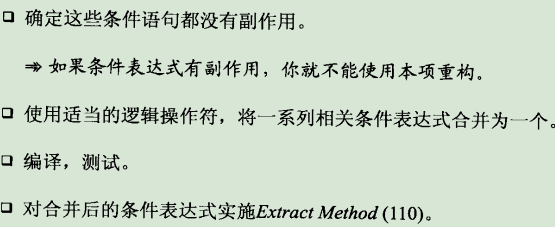 □ 确定这些条件语句都没有副作用。
⇒ 如果条件表达式有副作用，你就不能使用本项重构。
□ 使用适当的逻辑操作符，将一系列相关条件表达式合并为一个。
□ 编译，测试。
□ 对合并后的条件表达式实施Extract Method (110)。